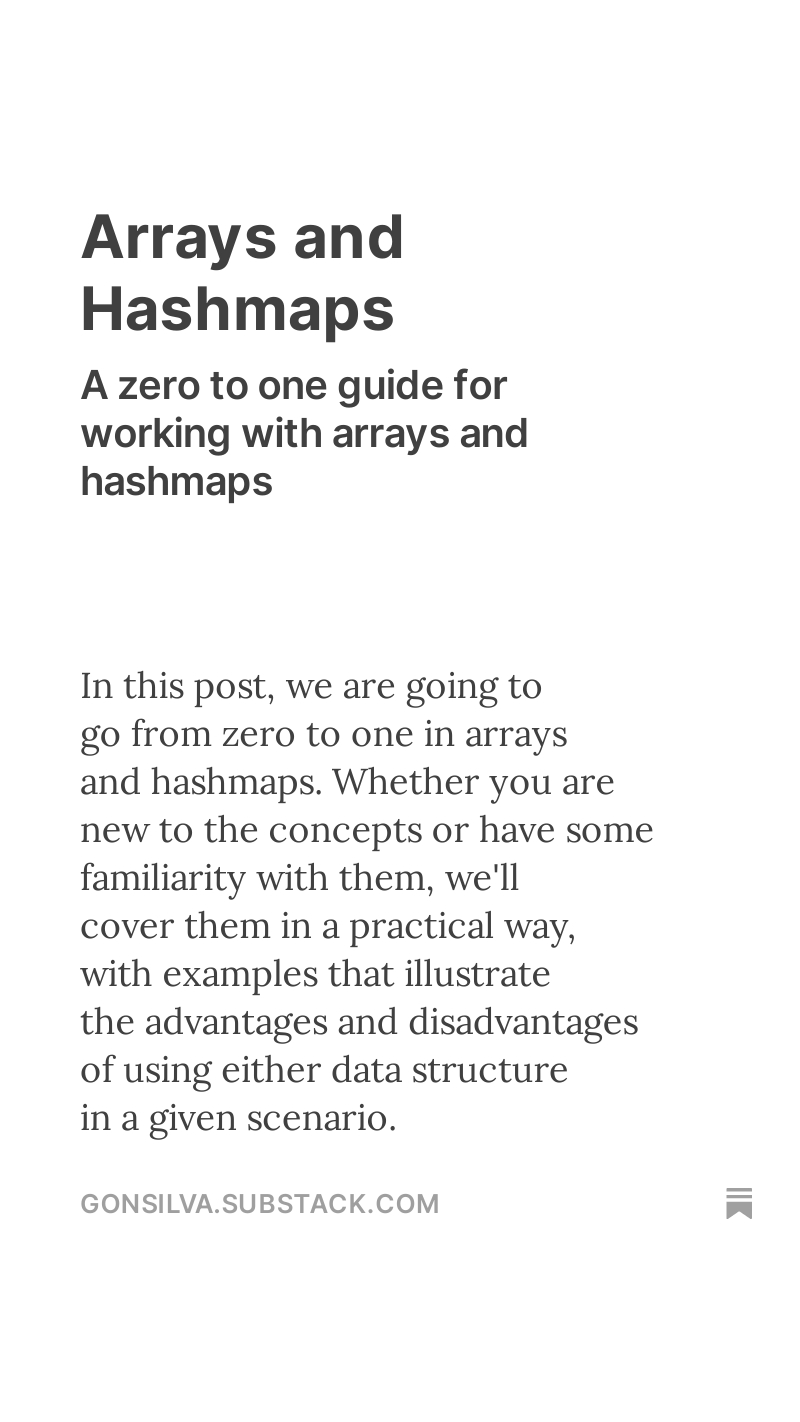 Arrays and
Hashmaps
A zero to one guide for
working with arrays and
hashmaps
In this post, we are going to
go from zero to one in arrays
and hashmaps. Whether you are
new to the concepts or have some
familiarity with them, we'll
cover them in a practical way,
with examples that illustrate
the advantages and disadvantages
of using either data structure
in a given scenario.
GONSILVA.SUBSTACK.COM